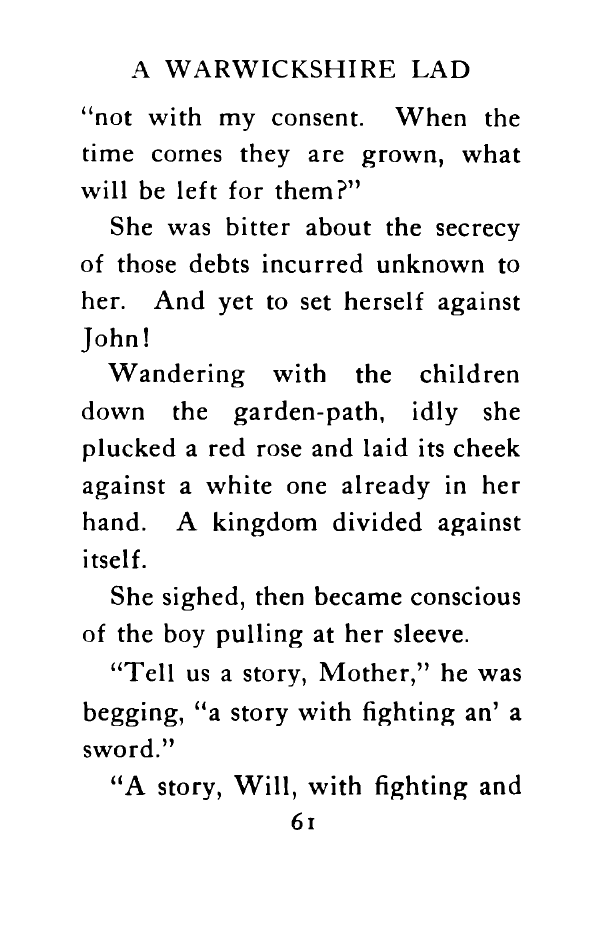 A WARWICKSHIRE LAD
“not with my consent. When the
time comes they are grown, what
will be left for them?”
She was bitter about the secrecy
of those debts incurred unknown to
her. And yet to set herself against
John!
Wandering with the children
down the garden-path, idly she
plucked a red rose and laid its cheek
against a white one already in her
hand. A kingdom divided against
itself.
She sighed, then became conscious
of the boy pulling at her sleeve.
“Tell us a story, Mother,” he was
begging, “a story with fighting an’ a
sword.”
“A story, Will, with fighting and
61